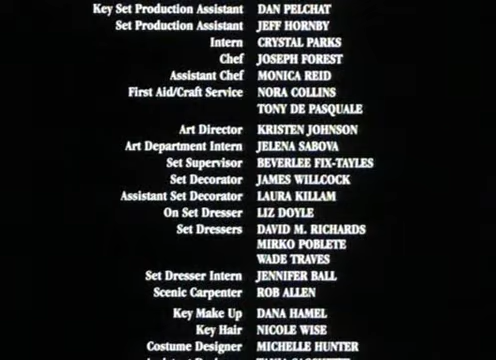 Key Set Production Assistant DAN PELCHAT
Set Production Assistant JEFF HORNBY
Intern CRYSTAL PARKS
Chef JOSEPH FOREST
Assistant Chef MONICA REID
First Aid/Craft Service NORA COLLINS
TONY DE PASQUALE
Art Director KRISTEN JOHNSON
Art Department Intern JELENA SABOVA
Set Supervisor BEVERLEE FIX-TAYLES
Set Decorator JAMES WILLCOCK
Assistant Set Decorator LAURA KILLAM
On Set Dresser LIZ DOYLE
Set Dressers DAVID M. RICHARDS
MIRKO POBLETE
WADE TRAVES
Set Dresser Intern JENNIFER BALL
Scenic Carpenter ROB ALLEN
Key Make Up DANA HAMEL
Key Hair NICOLE WISE
Costume Designer MICHELLE HUNTER